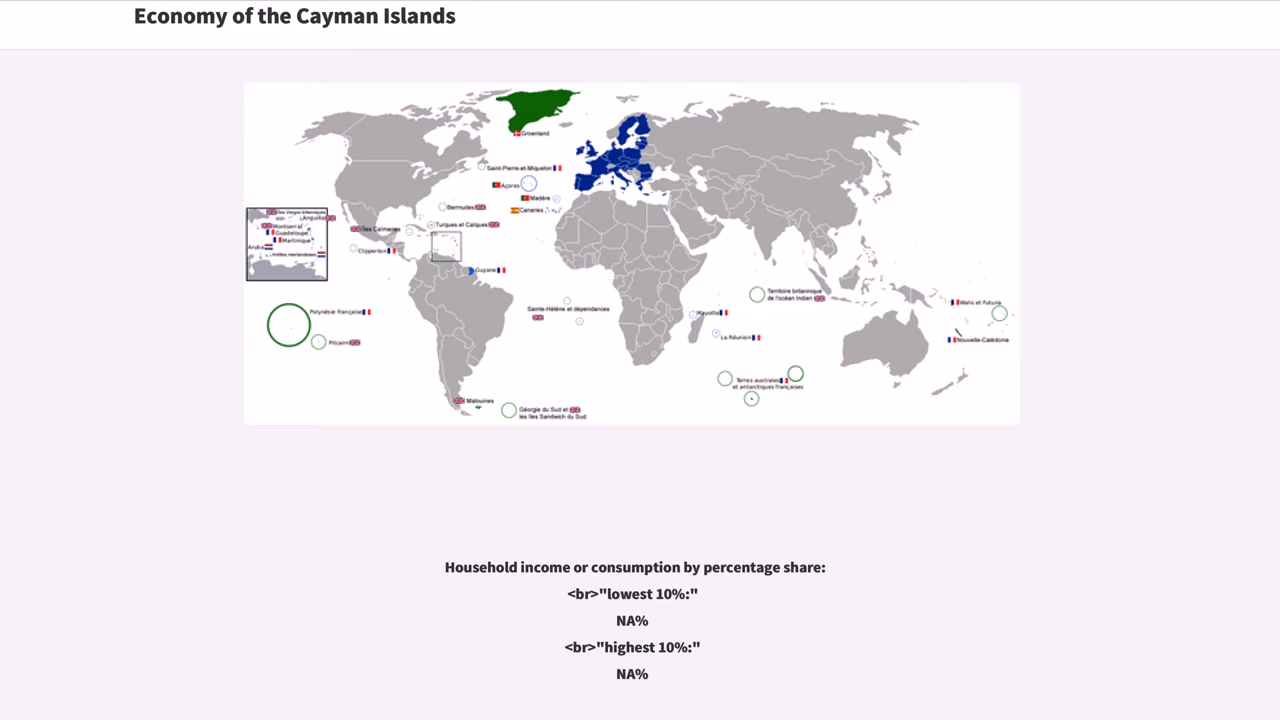 Economy of the Cayman Islands
Groenland
Saint-Pierre-et-Miquelon
Açores
Madère
Canaries
Bermudes
Turques et Caïques
Îles Caïmanes
Clipperton
Guyane
Îles Vierges britanniques
Anguilla
Montserrat
Guadeloupe
Martinique
Aruba
Antilles néerlandaises
Polynésie française
Pitcairn
Sainte-Hélène et dépendances
Territoire britannique
de l'océan Indien
Mayotte
La Réunion
Wallis et Futuna
Nouvelle-Calédonie
Terres australes
et antarctiques françaises
Malouines
Géorgie du Sud et
les îles Sandwich du Sud
Household income or consumption by percentage share:
<br>"lowest 10%:"
NA%
<br>"highest 10%:"
NA%